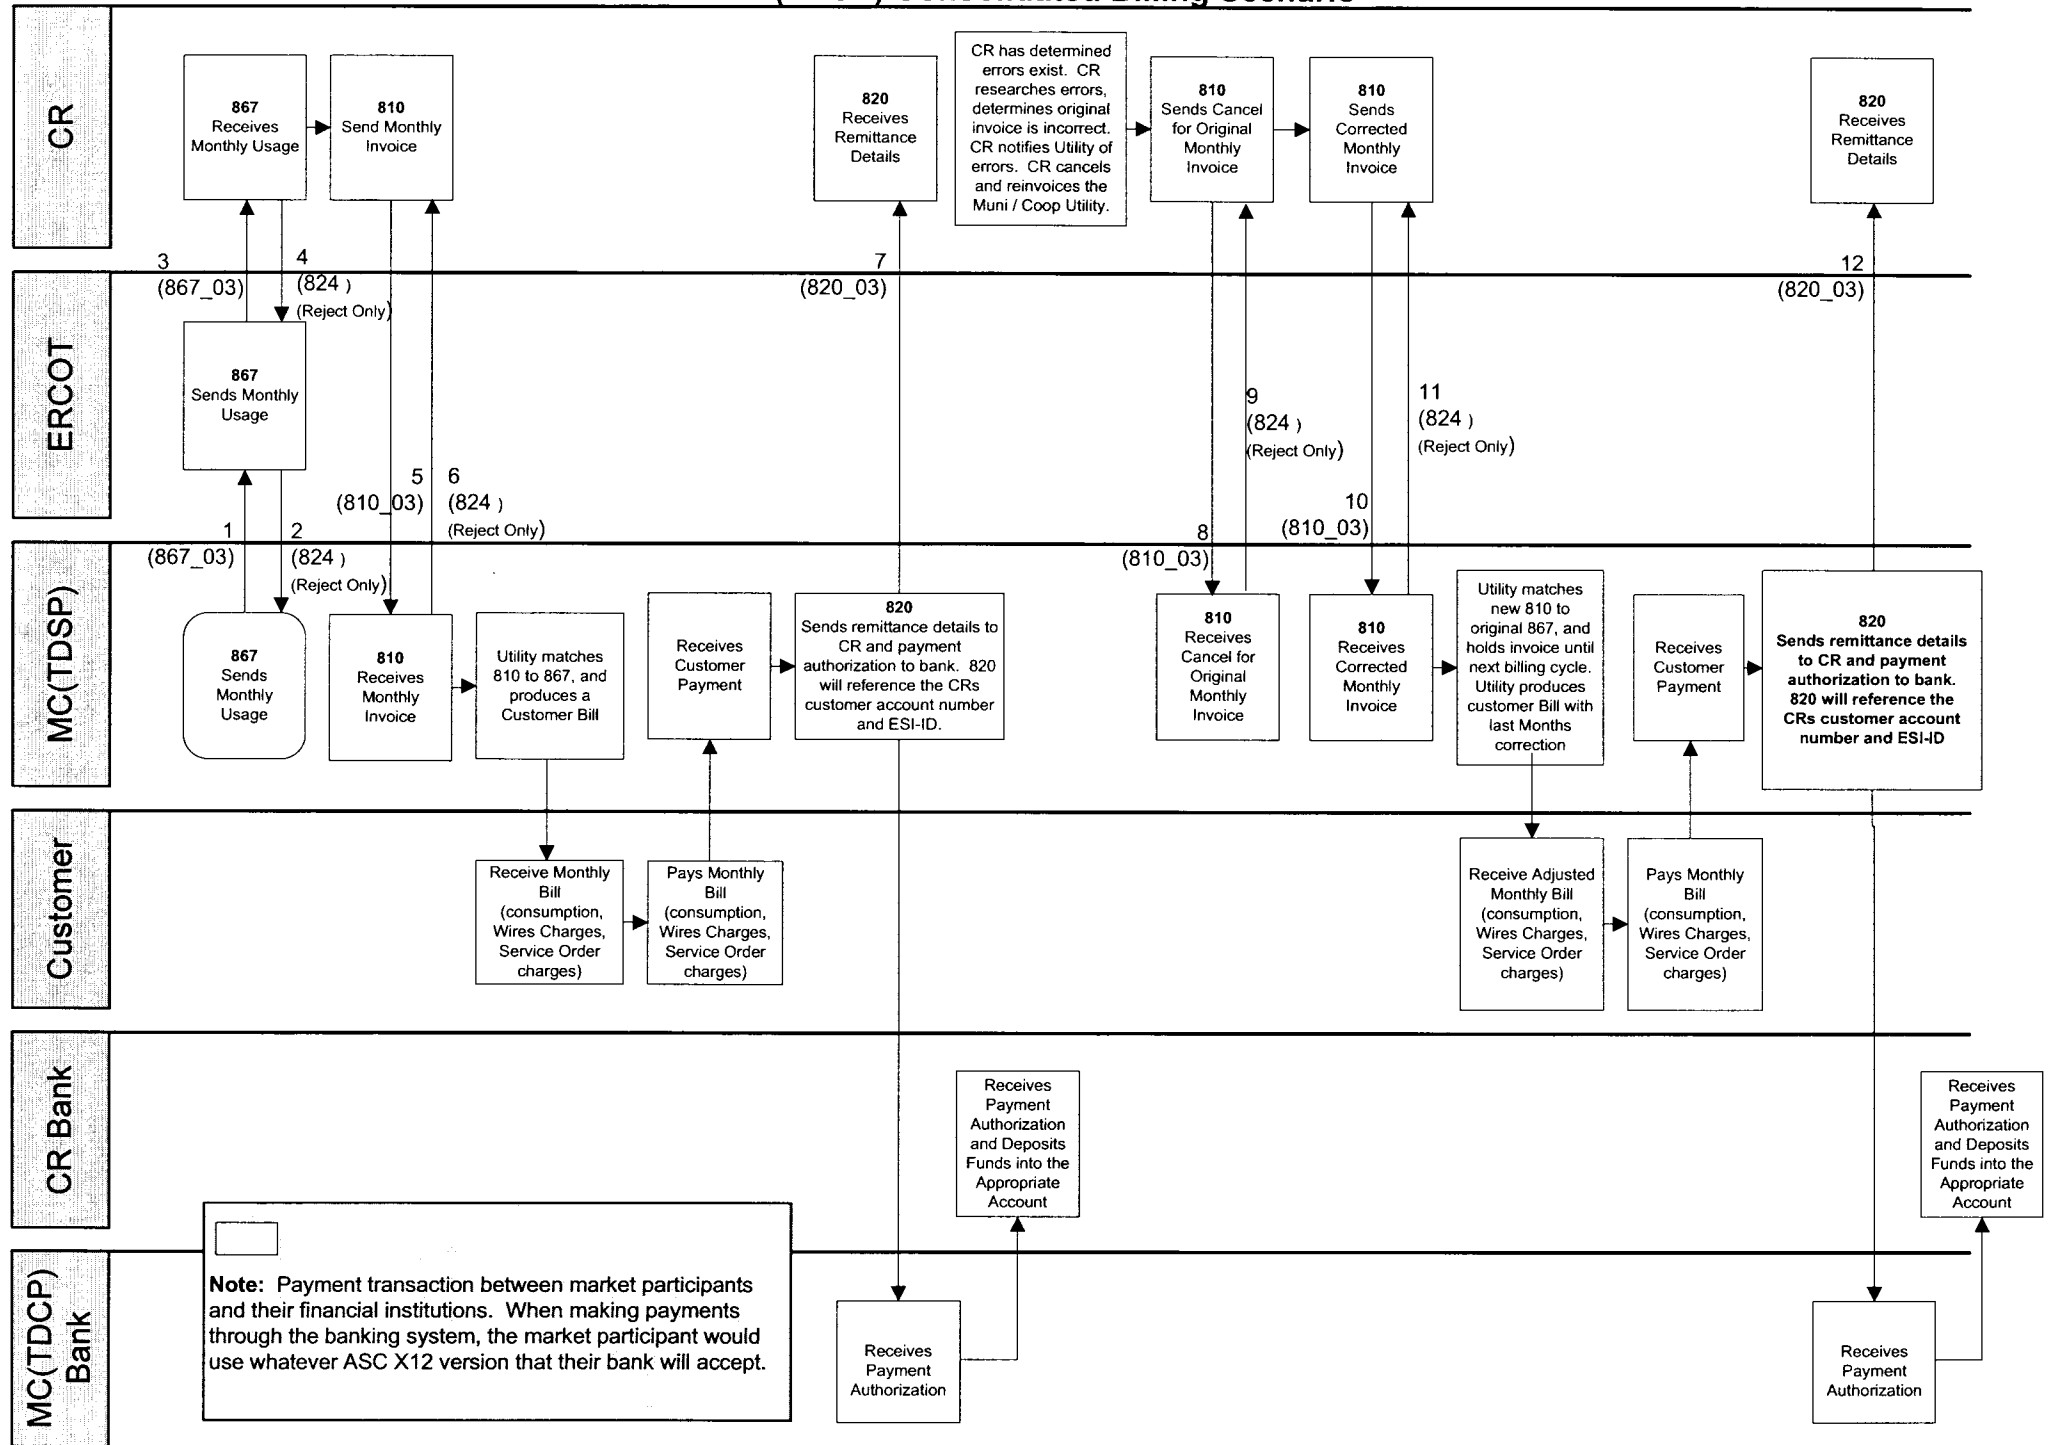 Consolidated Billing Scenario
CR
867
Receives
Monthly Usage
810
Send Monthly
Invoice
820
Receives
Remittance
Details
CR has determined
errors exist. CR
researches errors,
determines original
invoice is incorrect.
CR notifies Utility of
errors. CR cancels
and reinvoices the
Muni / Coop Utility.
810
Sends Cancel
for Original
Monthly
Invoice
810
Sends
Corrected
Monthly
Invoice
820
Receives
Remittance
Details
3
(867_03)
4
(824 )
(Reject Only)
7
(820_03)
12
(820_03)
ERCOT
867
Sends Monthly
Usage
9
(824 )
(Reject Only)
11
(824 )
(Reject Only)
5
(810_03)
6
(824 )
(Reject Only)
10
(810_03)
1
(867_03)
2
(824 )
(Reject Only)
8
(810_03)
MC(TDSP)
867
Sends
Monthly
Usage
810
Receives
Monthly
Invoice
Utility matches
810 to 867, and
produces a
Customer Bill
Receives
Customer
Payment
820
Sends remittance details to
CR and payment
authorization to bank. 820
will reference the CRs
customer account number
and ESI-ID.
810
Receives
Cancel for
Original
Monthly
Invoice
810
Receives
Corrected
Monthly
Invoice
Utility matches
new 810 to
original 867, and
holds invoice until
next billing cycle.
Utility produces
customer Bill with
last Months
correction
Receives
Customer
Payment
820
Sends remittance details
to CR and payment
authorization to bank.
820 will reference the
CRs customer account
number and ESI-ID
Customer
Receive Monthly
Bill
(consumption,
Wires Charges,
Service Order
charges)
Pays Monthly
Bill
(consumption,
Wires Charges,
Service Order
charges)
Receive Adjusted
Monthly Bill
(consumption,
Wires Charges,
Service Order
charges)
Pays Monthly
Bill
(consumption,
Wires Charges,
Service Order
charges)
CR Bank
Receives
Payment
Authorization
and Deposits
Funds into the
Appropriate
Account
Receives
Payment
Authorization
and Deposits
Funds into the
Appropriate
Account
MC(TDCP)
Bank
Note: Payment transaction between market participants
and their financial institutions. When making payments
through the banking system, the market participant would
use whatever ASC X12 version that their bank will accept.
Receives
Payment
Authorization
Receives
Payment
Authorization